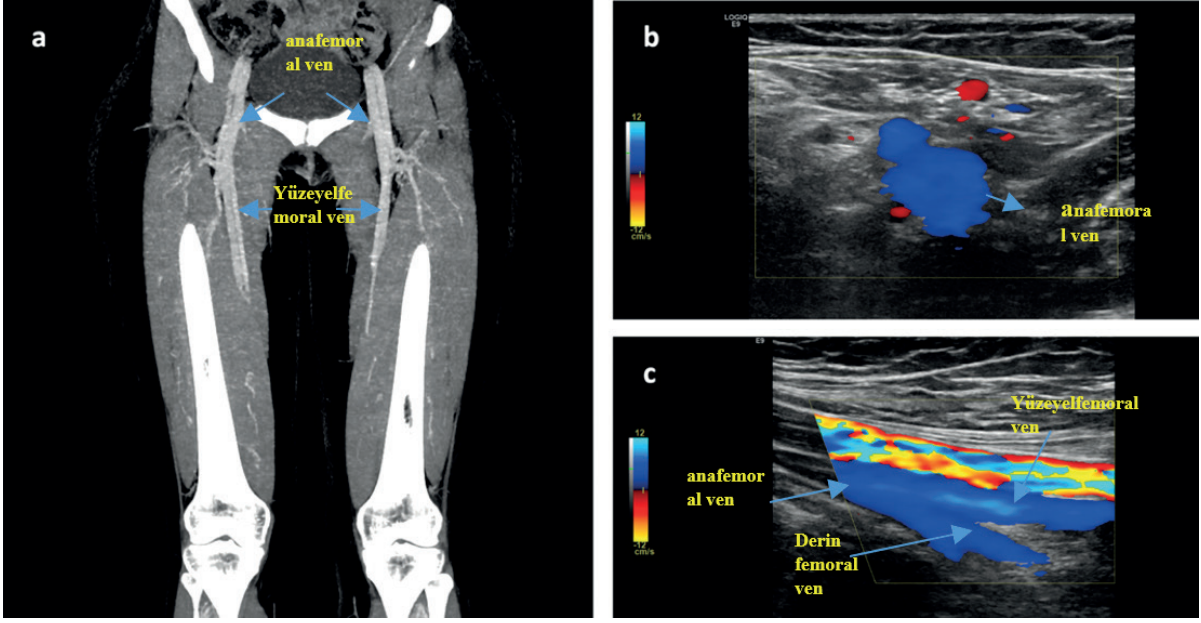 a
anafemor
al ven
Yüzeyelfe
moral ven
b
LOGIQ
E9
12
-12
cm/s
anafemora
l ven
c
E9
12
-12
cm/s
Yüzeyelfemoral
ven
anafemor
al ven
Derin
femoral
ven